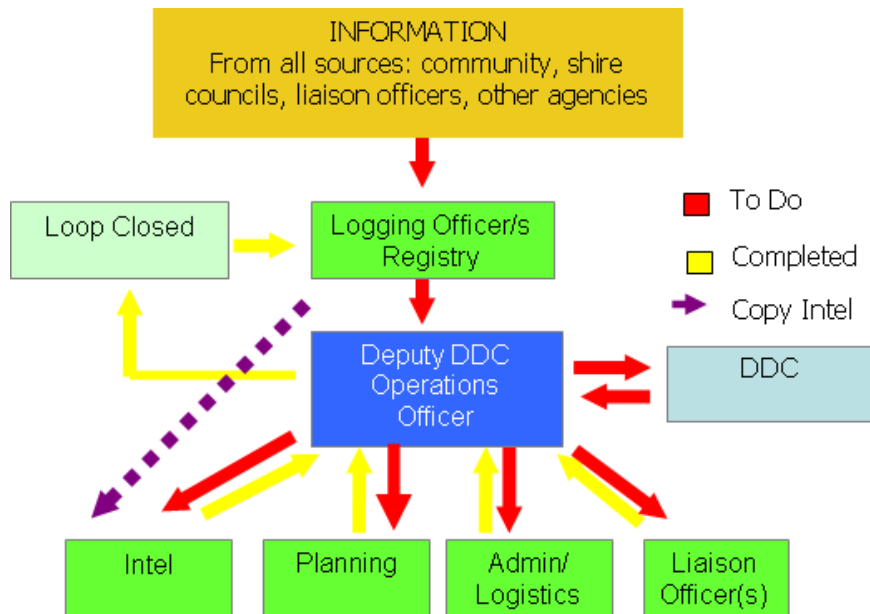 INFORMATION
From all sources: community, shire
councils, liaison officers, other agencies
Loop Closed
Logging Officer/s
Registry
To Do
Completed
Copy Intel
Deputy DDC
Operations
Officer
DDC
Intel
Planning
Admin/
Logistics
Liaison
Officer(s)